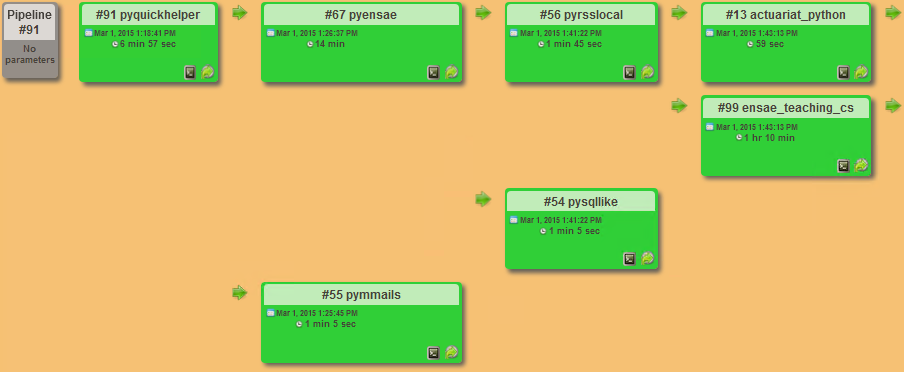 Pipeline
#91
No
parameters
#91 pyquickhelper
Mar 1, 2015 1:18:41 PM
6 min 57 sec
#67 pyensae
Mar 1, 2015 1:26:37 PM
14 min
#56 pyrsslocal
Mar 1, 2015 1:41:22 PM
1 min 45 sec
#13 actuariat_python
Mar 1, 2015 1:43:13 PM
59 sec
#99 ensae_teaching_cs
Mar 1, 2015 1:43:13 PM
1 hr 10 min
#54 pysqllike
Mar 1, 2015 1:41:22 PM
1 min 5 sec
#55 pymmails
Mar 1, 2015 1:25:45 PM
1 min 5 sec